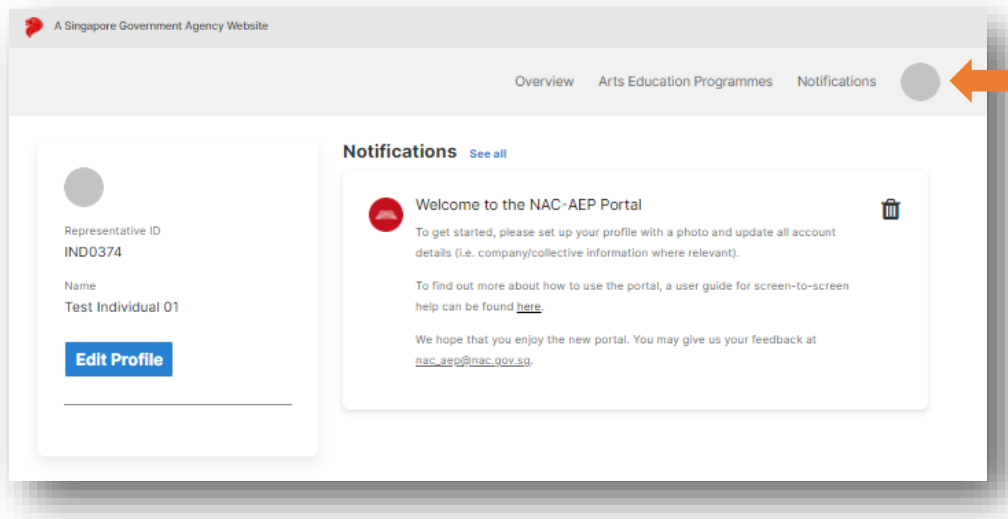 A Singapore Government Agency Website
Overview Arts Education Programmes Notifications
Representative ID
IND0374
Name
Test Individual 01
Edit Profile
Notifications See all
Welcome to the NAC-AEP Portal
To get started, please set up your profile with a photo and update all account
details (i.e. company/collective information where relevant).
To find out more about how to use the portal, a user guide for screen-to-screen
help can be found here.
We hope that you enjoy the new portal. You may give us your feedback at
nac_aep@nac.gov.sg.